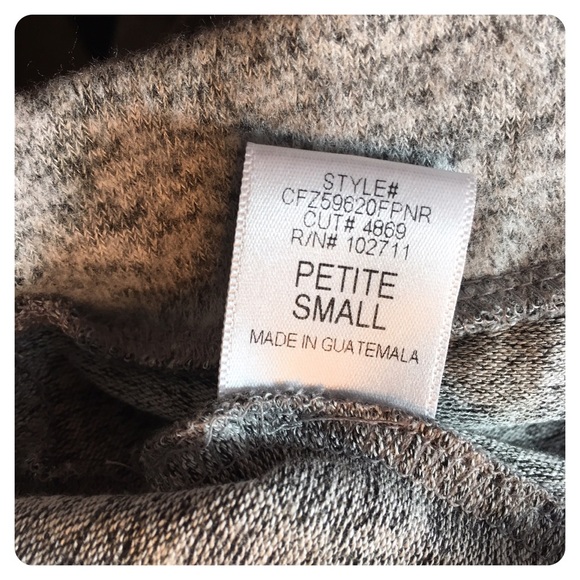 STYLE#
CFZ59620FPNR
CUT# 4869
R/N# 102711
PETITE
SMALL
MADE IN GUATEMALA